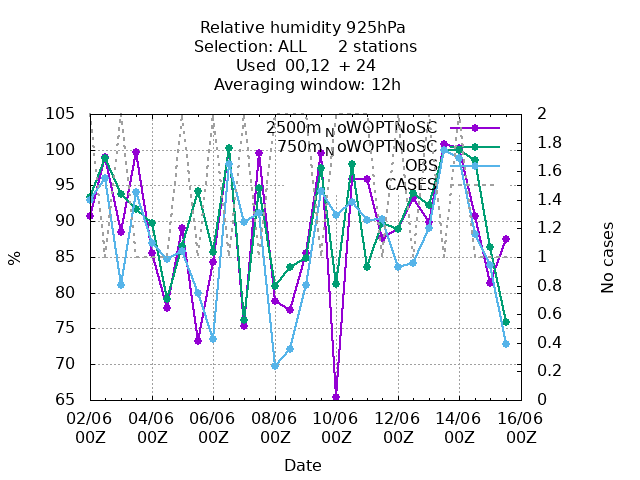 Relative humidity 925hPa
Selection: ALL 2 stations
Used 00,12 + 24
Averaging window: 12h
105
100
95
90
85
80
75
70
65
%
2
1.8
1.6
1.4
1.2
1
0.8
0.6
0.4
0.2
0
No cases
2500m NoWOPTNoSC
750m NoWOPTNoSC
OBS
CASES
02/06 04/06 06/06 08/06 10/06 12/06 14/06 16/06
00Z 00Z 00Z 00Z 00Z 00Z 00Z 00Z
Date